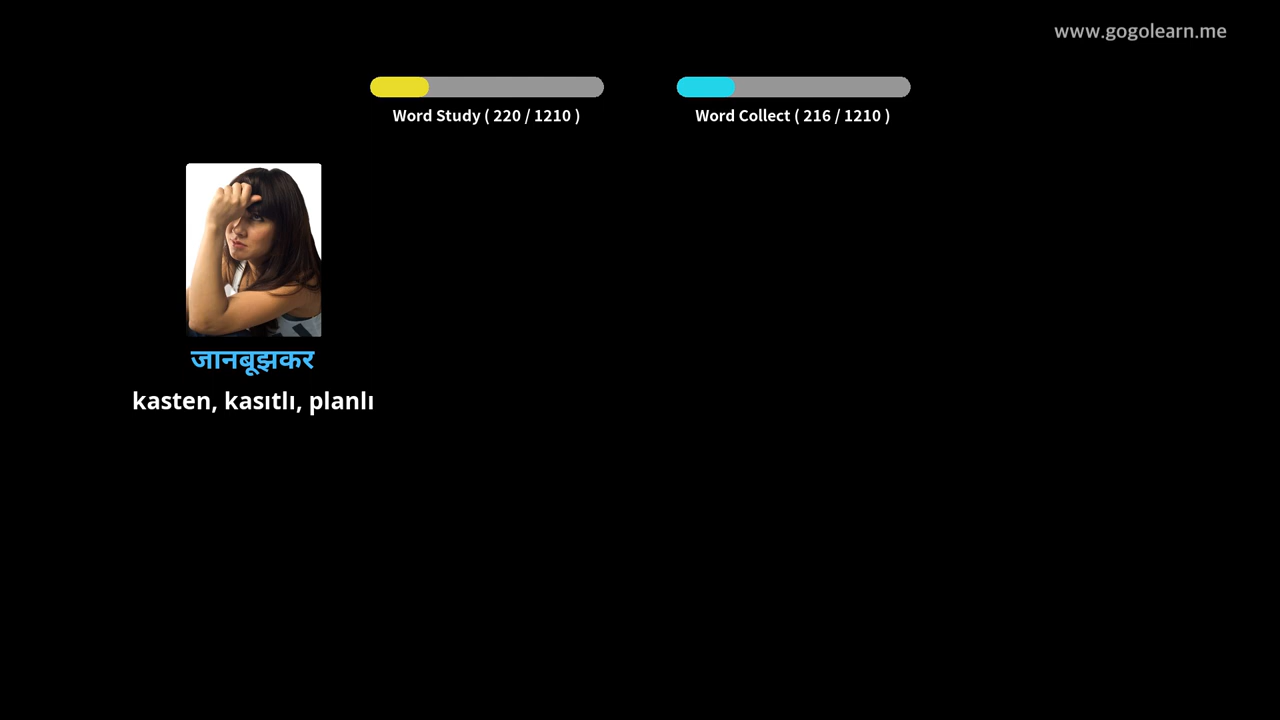 www.gogolearn.me
Word Study ( 220 / 1210 )
Word Collect ( 216 / 1210 )
जानबूझकर
kasten, kasıtlı, planlı